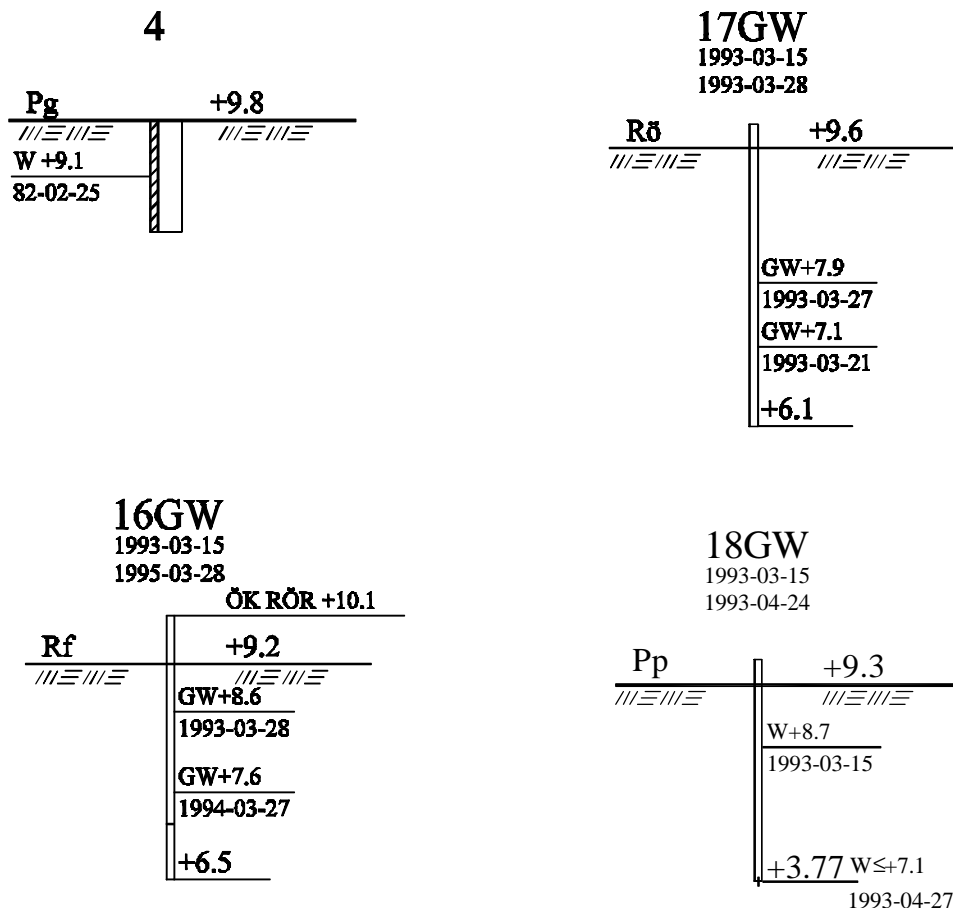 4
Pg +9.8
W +9.1
82-02-25
17GW
1993-03-15
1993-03-28
Rö +9.6
GW+7.9
1993-03-27
GW+7.1
1993-03-21
+6.1
16GW
1993-03-15
1995-03-28
ÖK RÖR +10.1
Rf +9.2
GW+8.6
1993-03-28
GW+7.6
1994-03-27
+6.5
18GW
1993-03-15
1993-04-24
Pp +9.3
W+8.7
1993-03-15
+3.77 W≤+7.1
1993-04-27